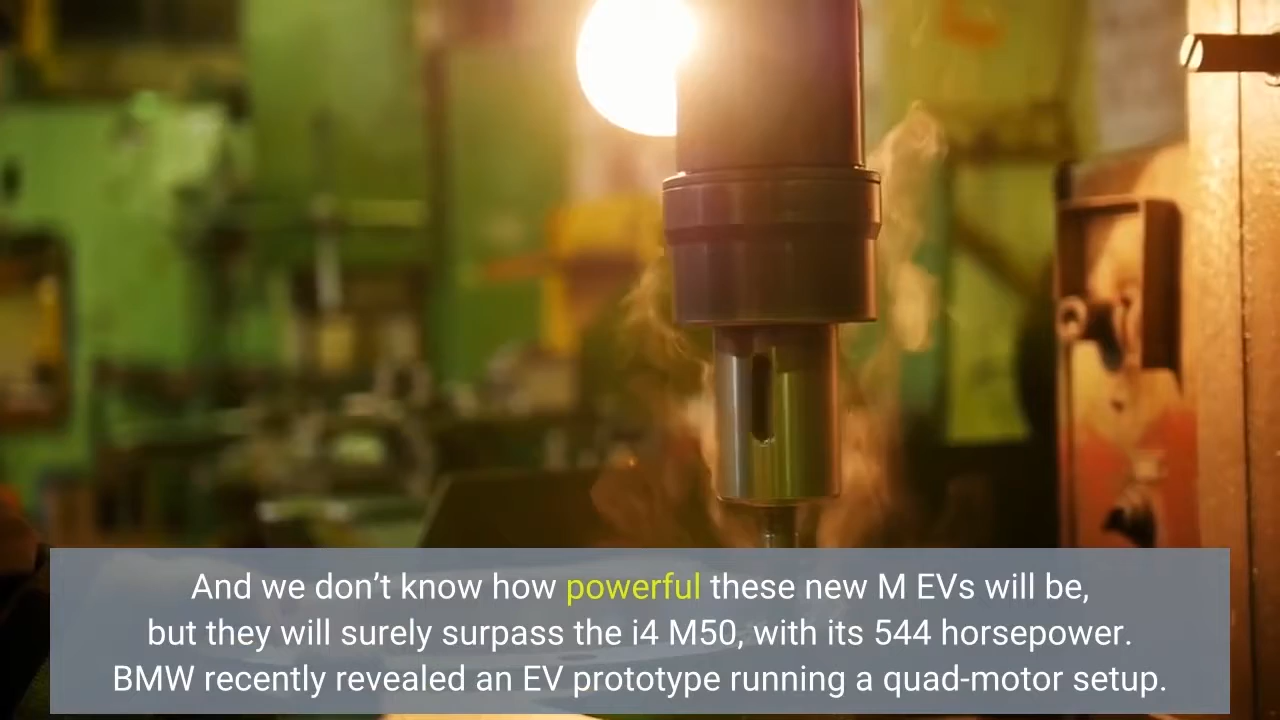 And we don’t know how powerful these new M EVs will be,
but they will surely surpass the i4 M50, with its 544 horsepower.
BMW recently revealed an EV prototype running a quad-motor setup.